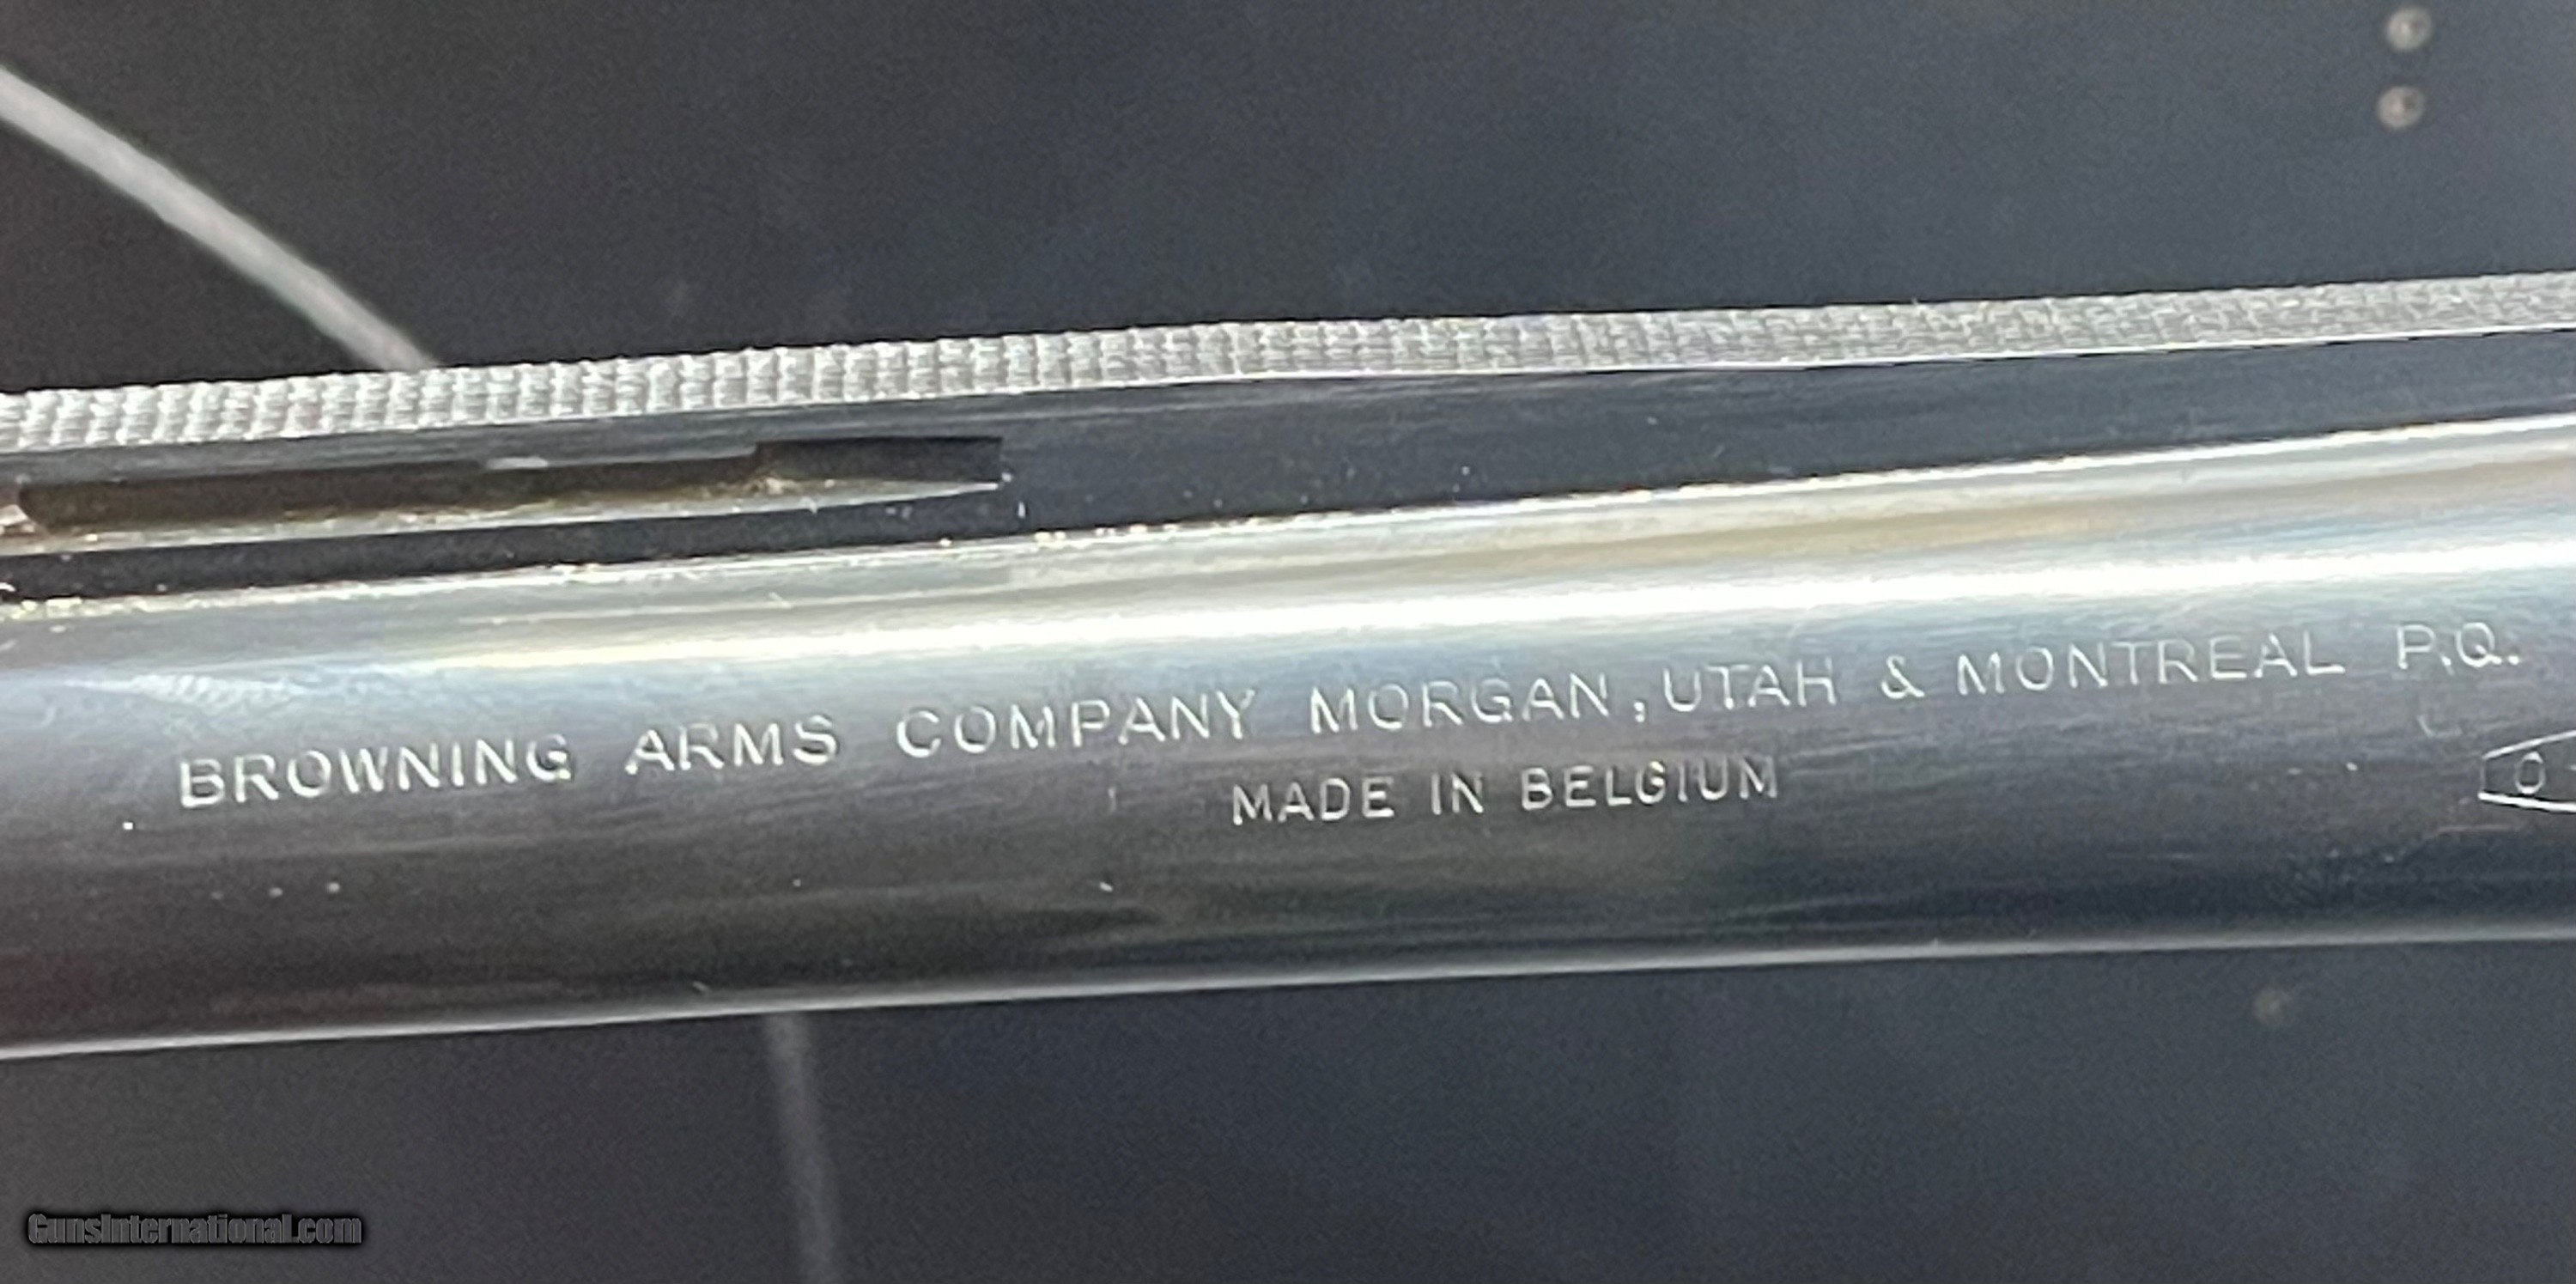 BROWNING ARMS COMPANY MORGAN, UTAH & MONTREAL P.Q.
MADE IN BELGIUM
GunsInternational.com